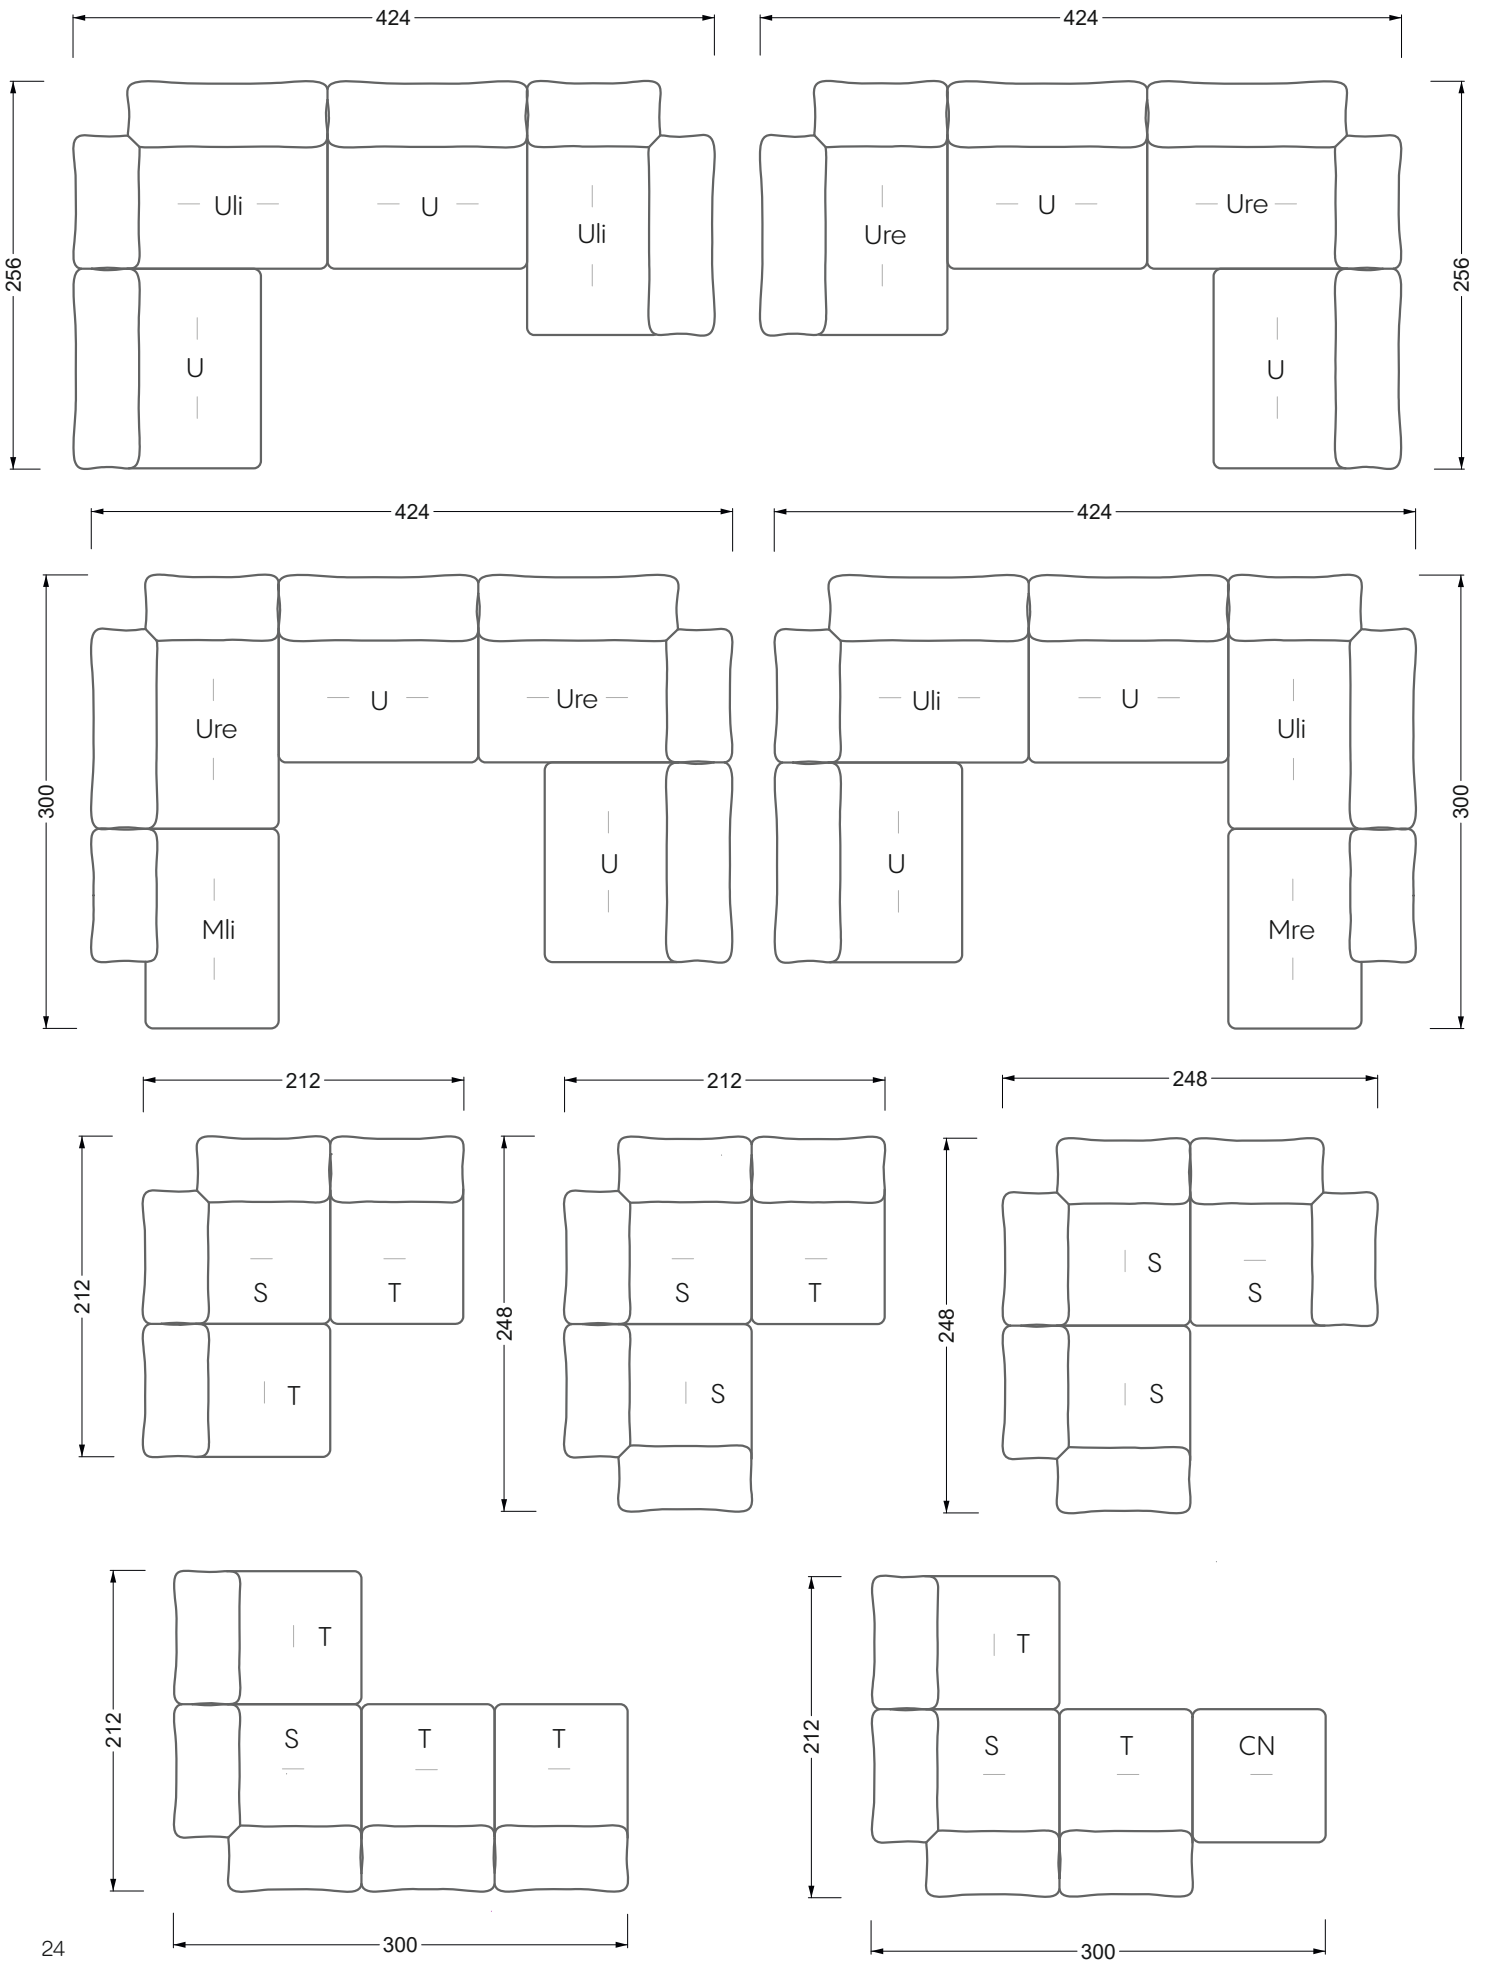 424 424
Uli U Uli Ure U Ure
256 256
U U
424 424
U Ure Uli U
Ure Uli
300 300
U U
Mli Mre
212 212 248
S S
S T S T S
212 248 248
T S S
T T
212 S T T 212 S T CN
300 300
24